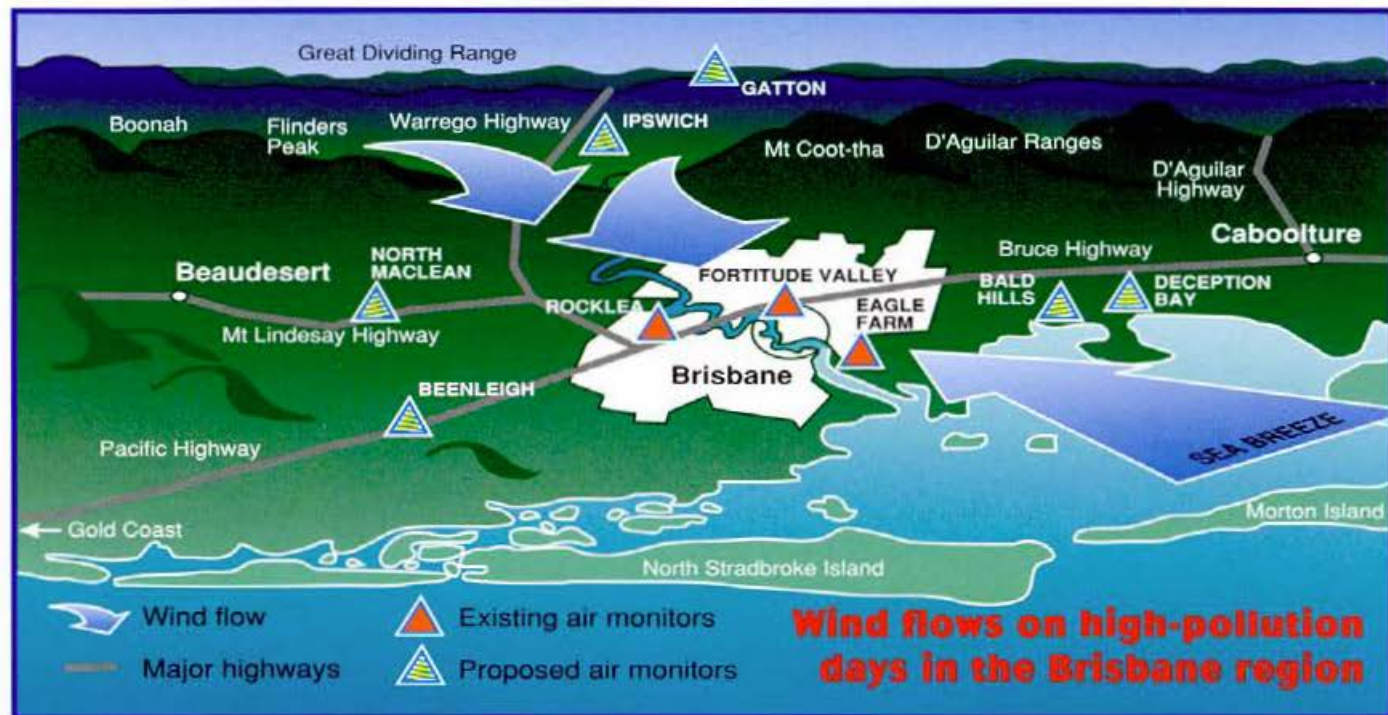 Great Dividing Range
GATTON
Boonah
Flinders
Peak
Warrego Highway
IPSWICH
Mt Coot-tha
D'Aguilar Ranges
D'Aguilar
Highway
Beaudesert
NORTH
MACLEAN
Mt Lindesay Highway
ROCKLEA
FORTITUDE VALLEY
EAGLE
FARM
Bruce Highway
Caboolture
BALD
HILLS
DECEPTION
BAY
Brisbane
BEENLEIGH
Pacific Highway
SEA BREEZE
Gold Coast
North Stradbroke Island
Morton Island
Wind flow
Existing air monitors
Major highways
Proposed air monitors
Wind flows on high-pollution
days in the Brisbane region